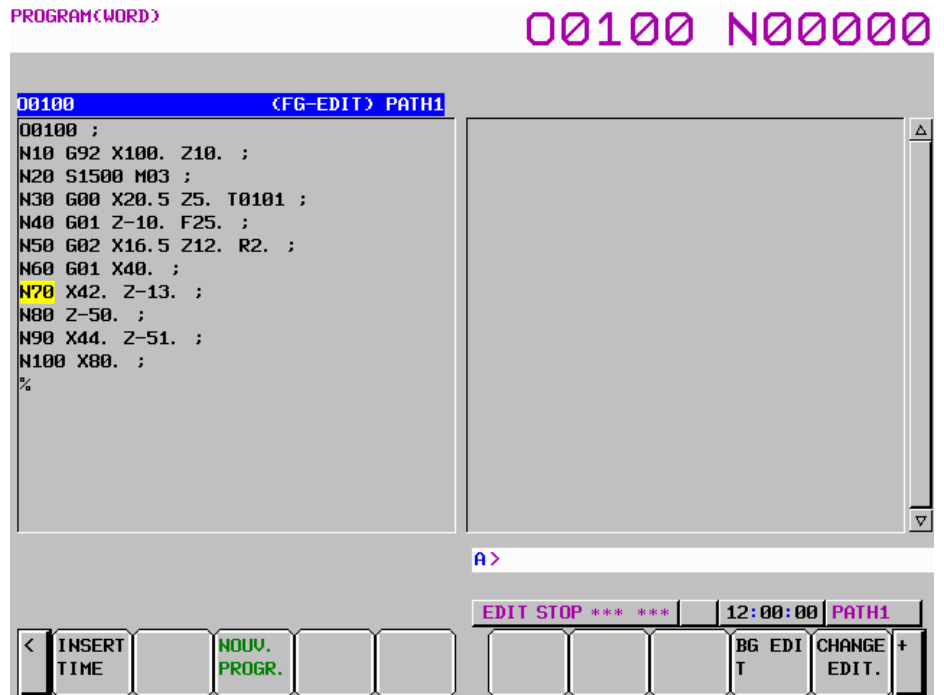 PROGRAM(WORD)
O0100 N00000
O0100 (FG-EDIT) PATH1
O0100 ;
N10 G92 X100. Z10. ;
N20 S1500 M03 ;
N30 G00 X20.5 Z5. T0101 ;
N40 G01 Z-10. F25. ;
N50 G02 X16.5 Z12. R2. ;
N60 G01 X40. ;
N70 X42. Z-13. ;
N80 Z-50. ;
N90 X44. Z-51. ;
N100 X80. ;
%
A>
EDIT STOP *** *** 12:00:00 PATH1
< INSERT TIME
NOUV. PROGR.
BG EDI T
CHANGE EDIT. +